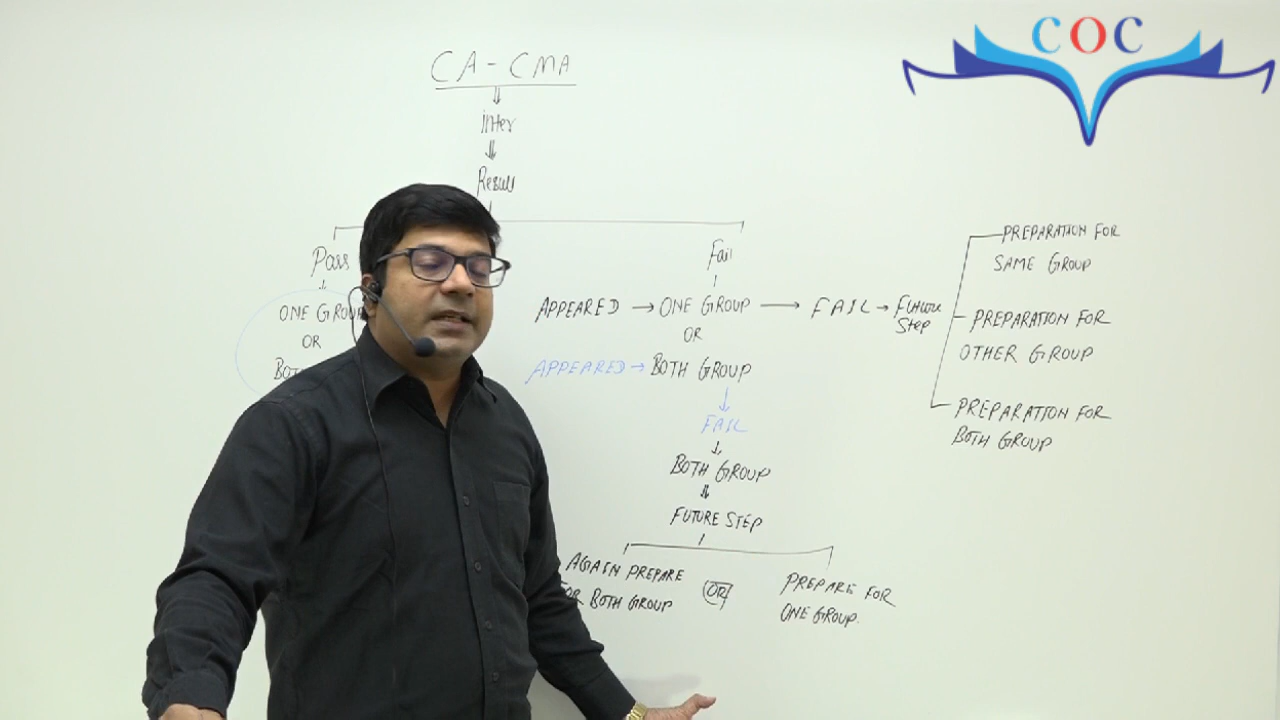 COC
CA - CMA
Inter
Result
Pass
ONE GROUP
OR
Fail
APPEARED → ONE GROUP → FAIL → Future Step
OR
APPEARED → BOTH GROUP
FAIL
BOTH GROUP
FUTURE STEP
AGAIN PREPARE
FOR BOTH GROUP
OR
PREPARE FOR
ONE GROUP.
PREPARATION FOR
SAME GROUP
PREPARATION FOR
OTHER GROUP
PREPARATION FOR
BOTH GROUP